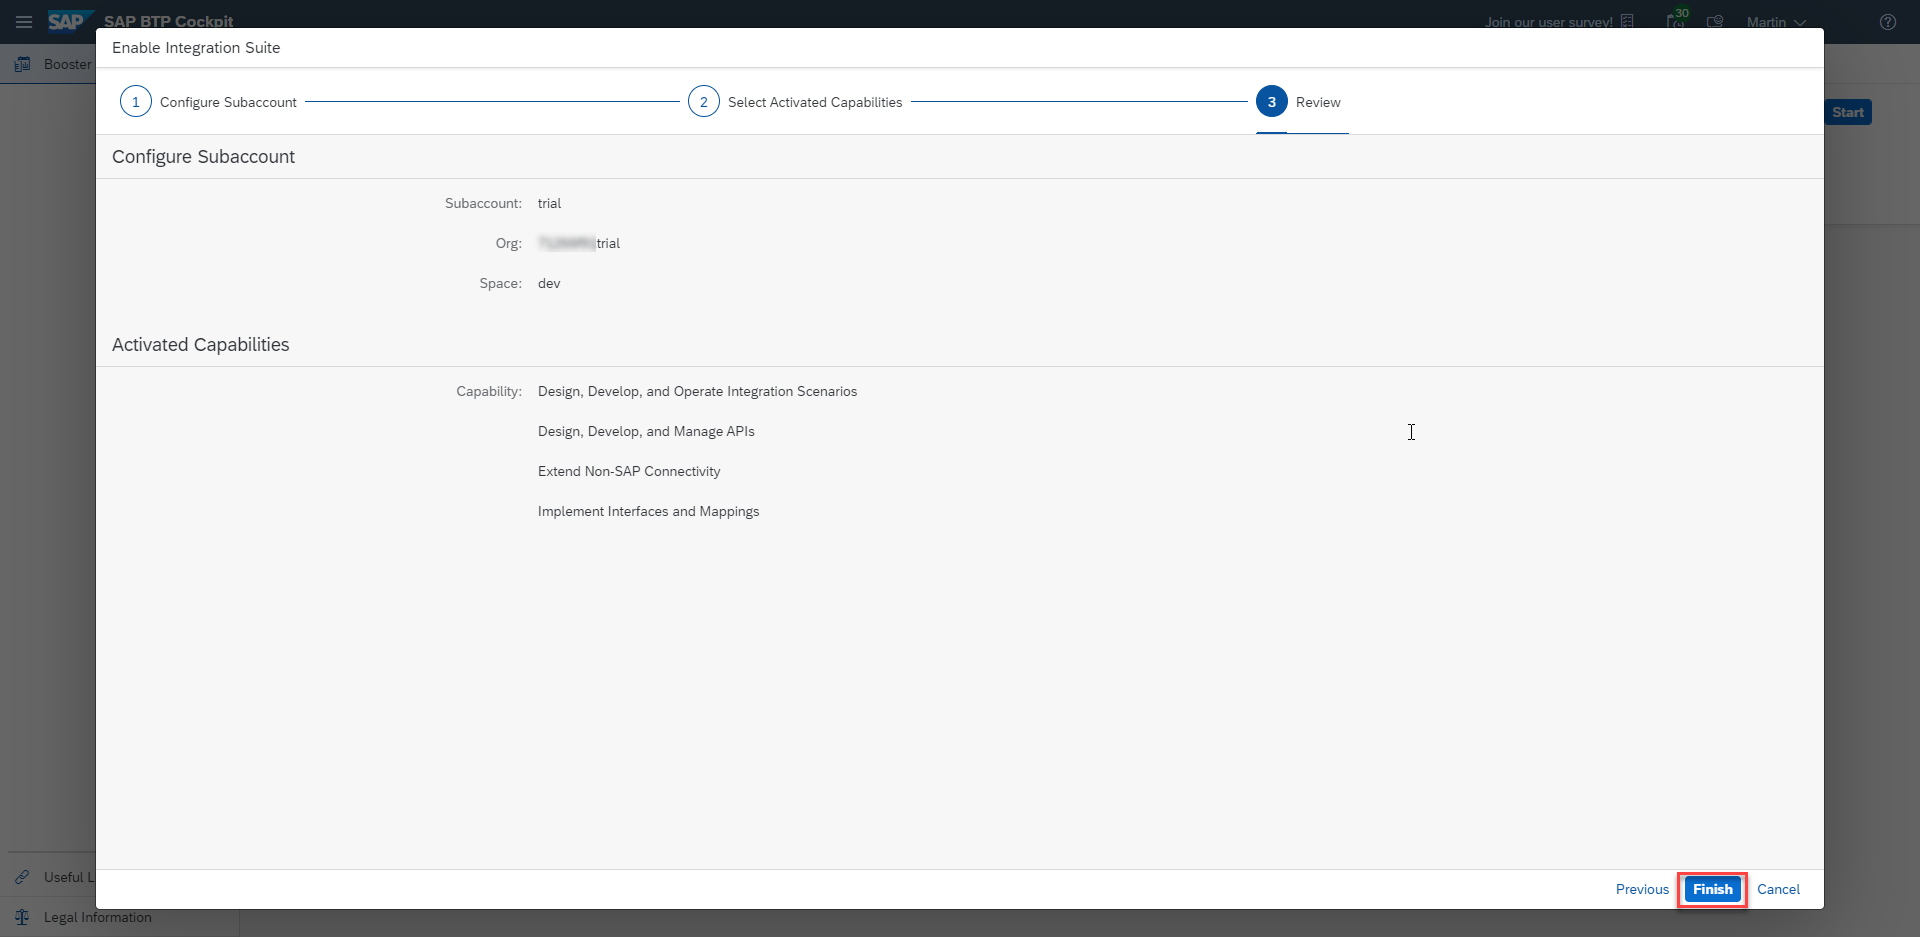 SAP SAP BTP Cockpit
Join our user survey!
30
Martin
Booster
Start
Enable Integration Suite
1 Configure Subaccount
2 Select Activated Capabilities
3 Review
Configure Subaccount
Subaccount: trial
Org: trial
Space: dev
Activated Capabilities
Capability: Design, Develop, and Operate Integration Scenarios
Design, Develop, and Manage APIs
Extend Non-SAP Connectivity
Implement Interfaces and Mappings
Useful L
Legal Information
Previous Finish Cancel